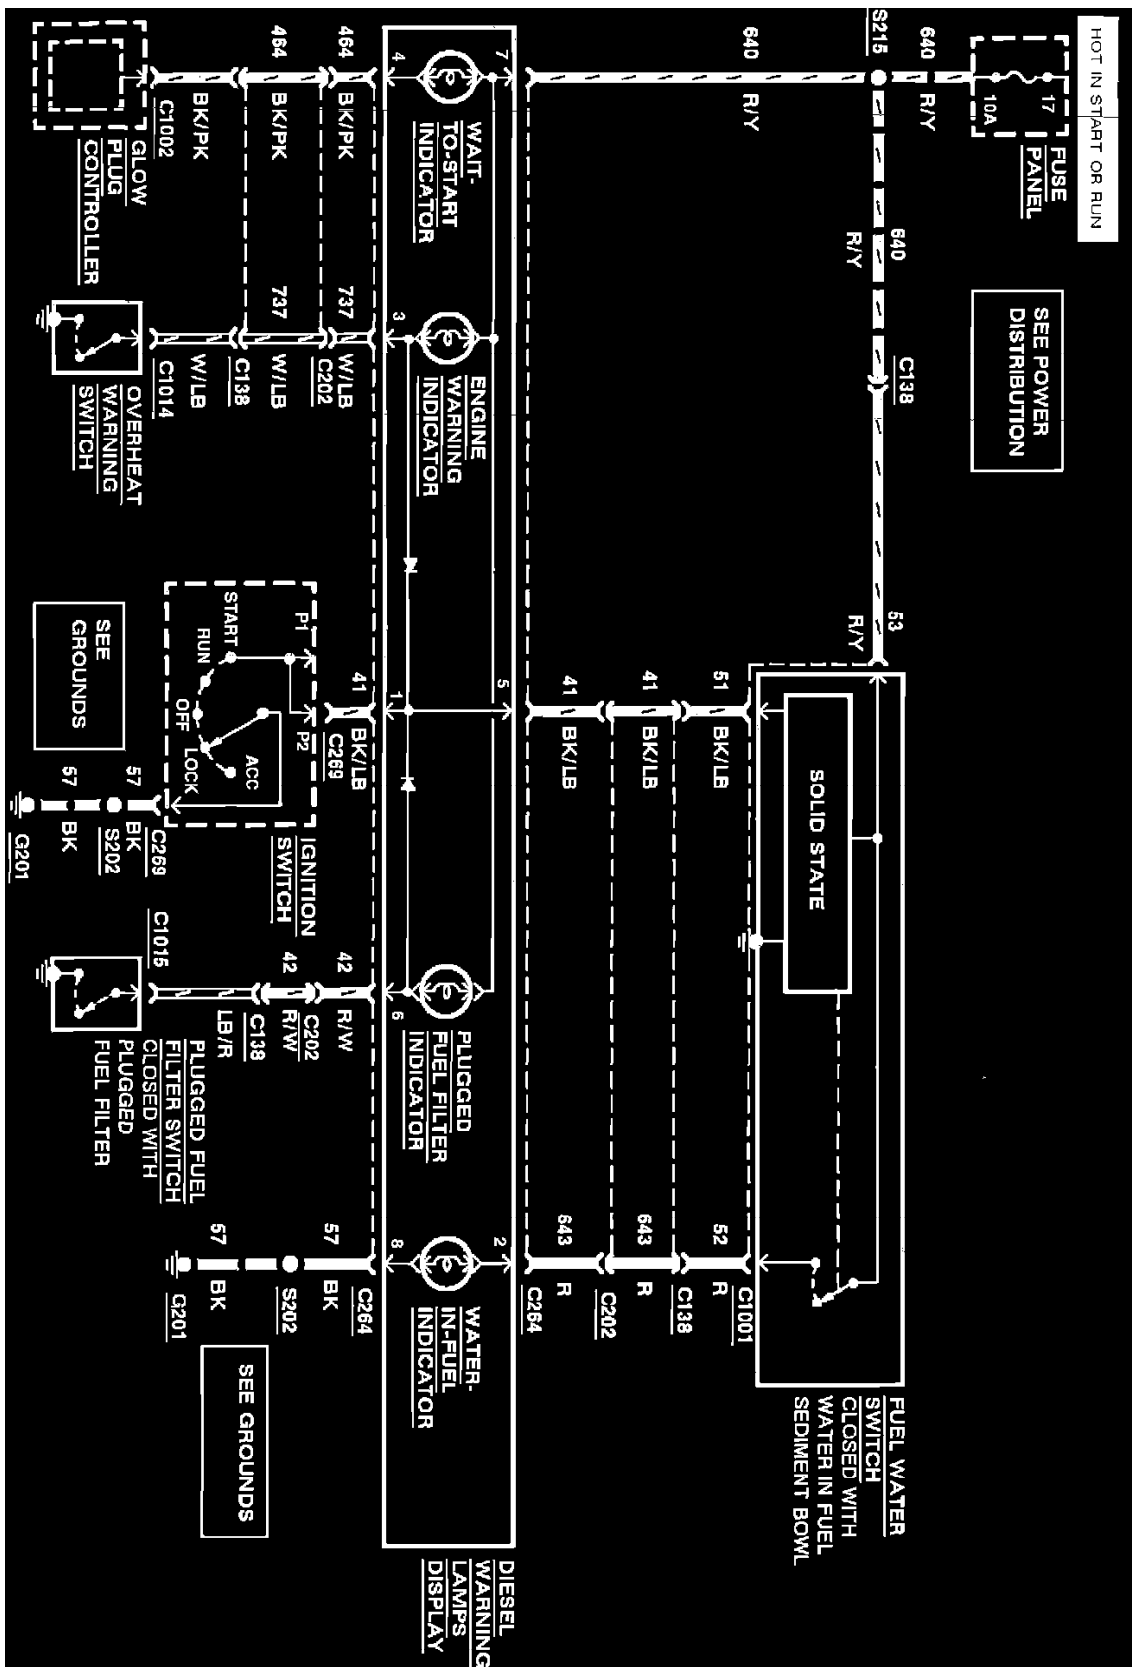 HOT IN START OR RUN
FUSE
PANEL
17
10A
640
R/Y
S215
640
R/Y
640
R/Y
C138
53
R/Y
SEE POWER
DISTRIBUTION
SOLID STATE
FUEL WATER
SWITCH
CLOSED WITH
WATER IN FUEL
SEDIMENT BOWL
51
BK/LB
41
BK/LB
41
BK/LB
52
R
C1001
643
R
C138
643
R
C202
C264
7
5
2
WAIT-
TO-START
INDICATOR
ENGINE
WARNING
INDICATOR
PLUGGED
FUEL FILTER
INDICATOR
WATER-
IN-FUEL
INDICATOR
DIESEL
WARNING
LAMPS
DISPLAY
4
3
1
6
8
464
BK/PK
464
BK/PK
BK/PK
C1002
GLOW
PLUG
CONTROLLER
737
W/LB
C202
737
W/LB
C138
W/LB
C1014
OVERHEAT
WARNING
SWITCH
41
BK/LB
C269
P1
P2
START
RUN
OFF
LOCK
ACC
IGNITION
SWITCH
C269
57
BK
S202
57
BK
G201
SEE
GROUNDS
42
R/W
C202
42
R/W
C138
LB/R
C1015
PLUGGED FUEL
FILTER SWITCH
CLOSED WITH
PLUGGED
FUEL FILTER
C264
57
BK
S202
57
BK
G201
SEE GROUNDS